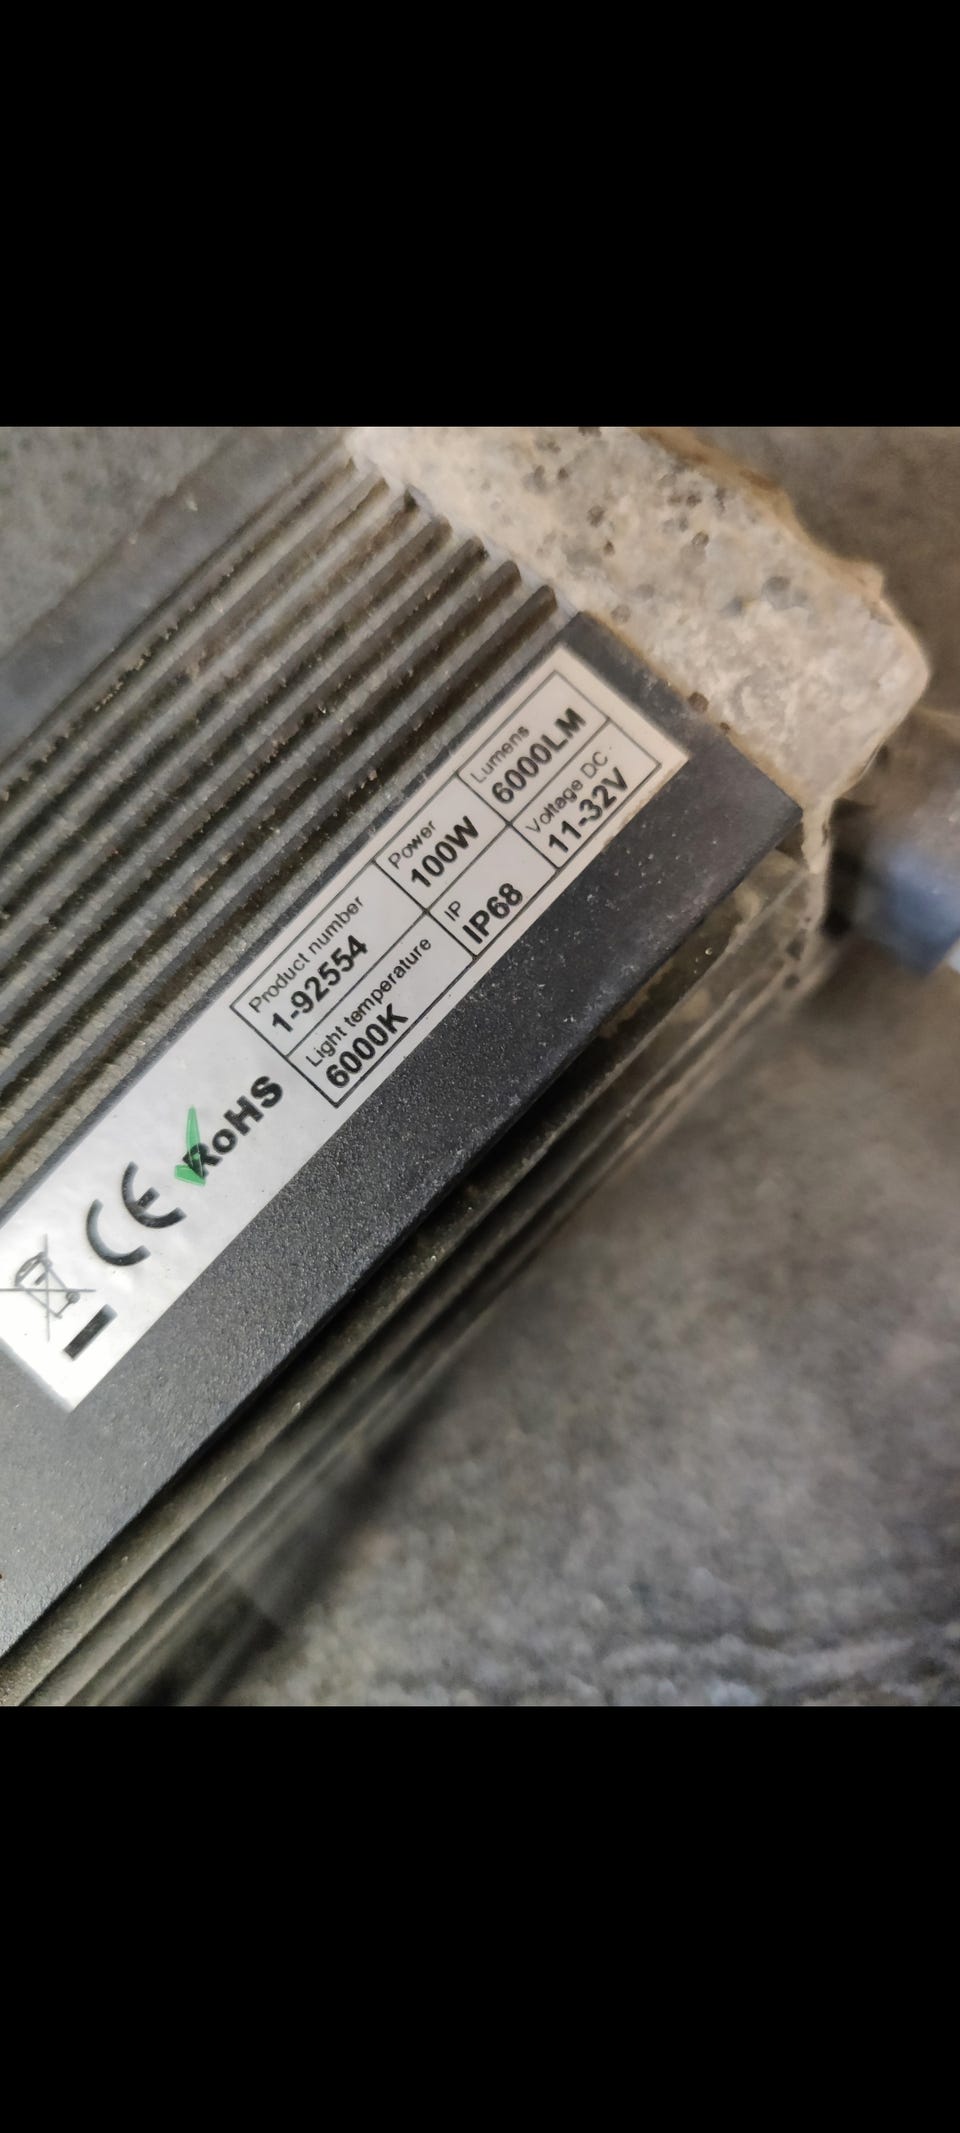 Product number
1-92554
Power
100W
Lumens
6000LM
Light temperature
6000K
IP
IP68
Voltage DC
11-32V
CE
RoHS